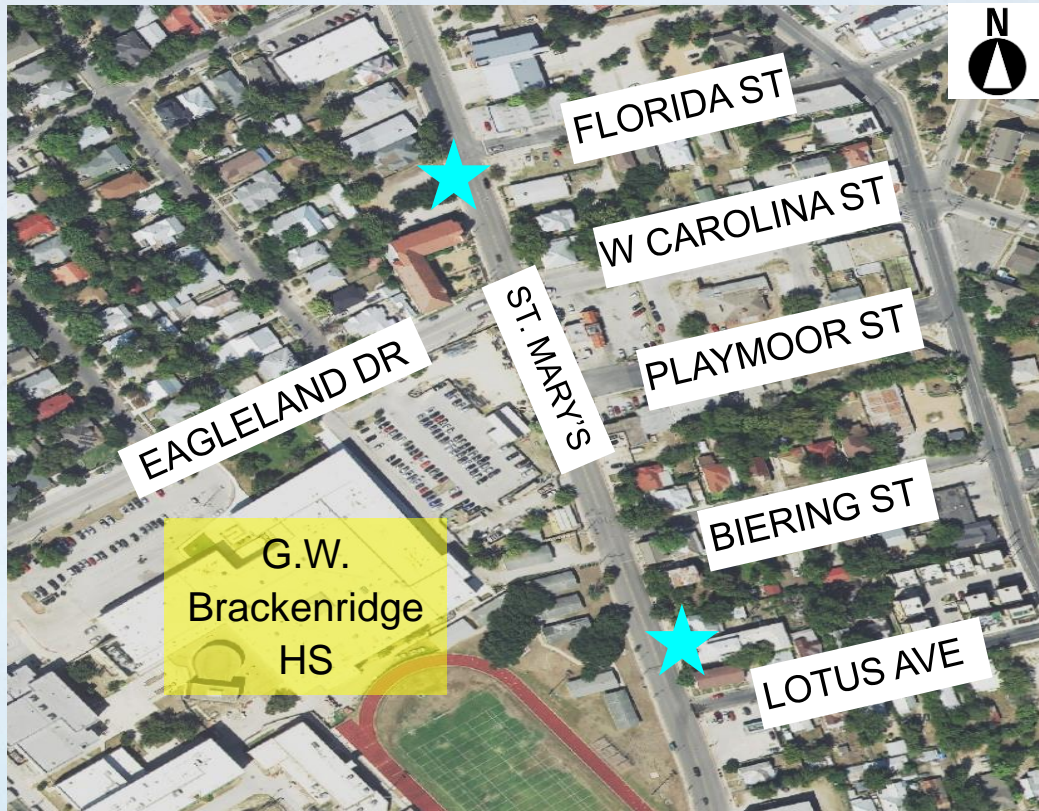 N
FLORIDA ST
W CAROLINA ST
ST. MARY'S
PLAYMOOR ST
EAGLELAND DR
BIERING ST
G.W.
Brackenridge
HS
LOTUS AVE